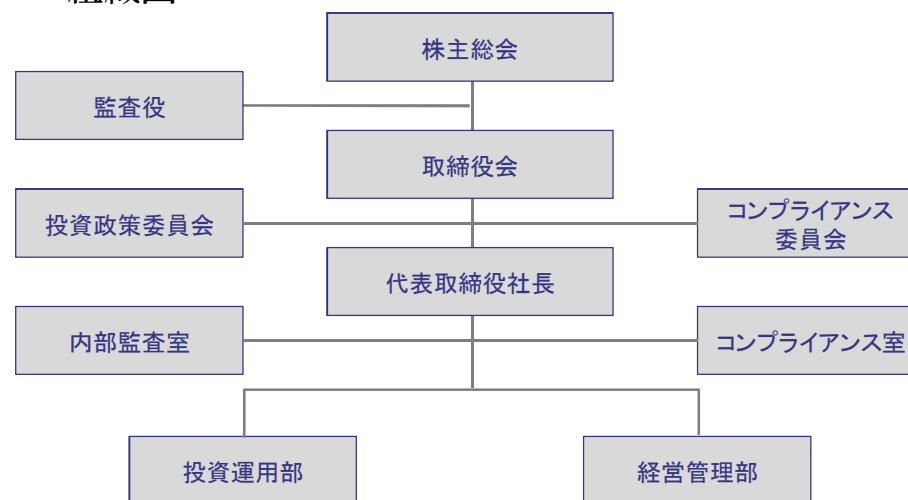 株主総会
監査役
取締役会
投資政策委員会
コンプライアンス
委員会
代表取締役社長
内部監査室
コンプライアンス室
投資運用部
経営管理部